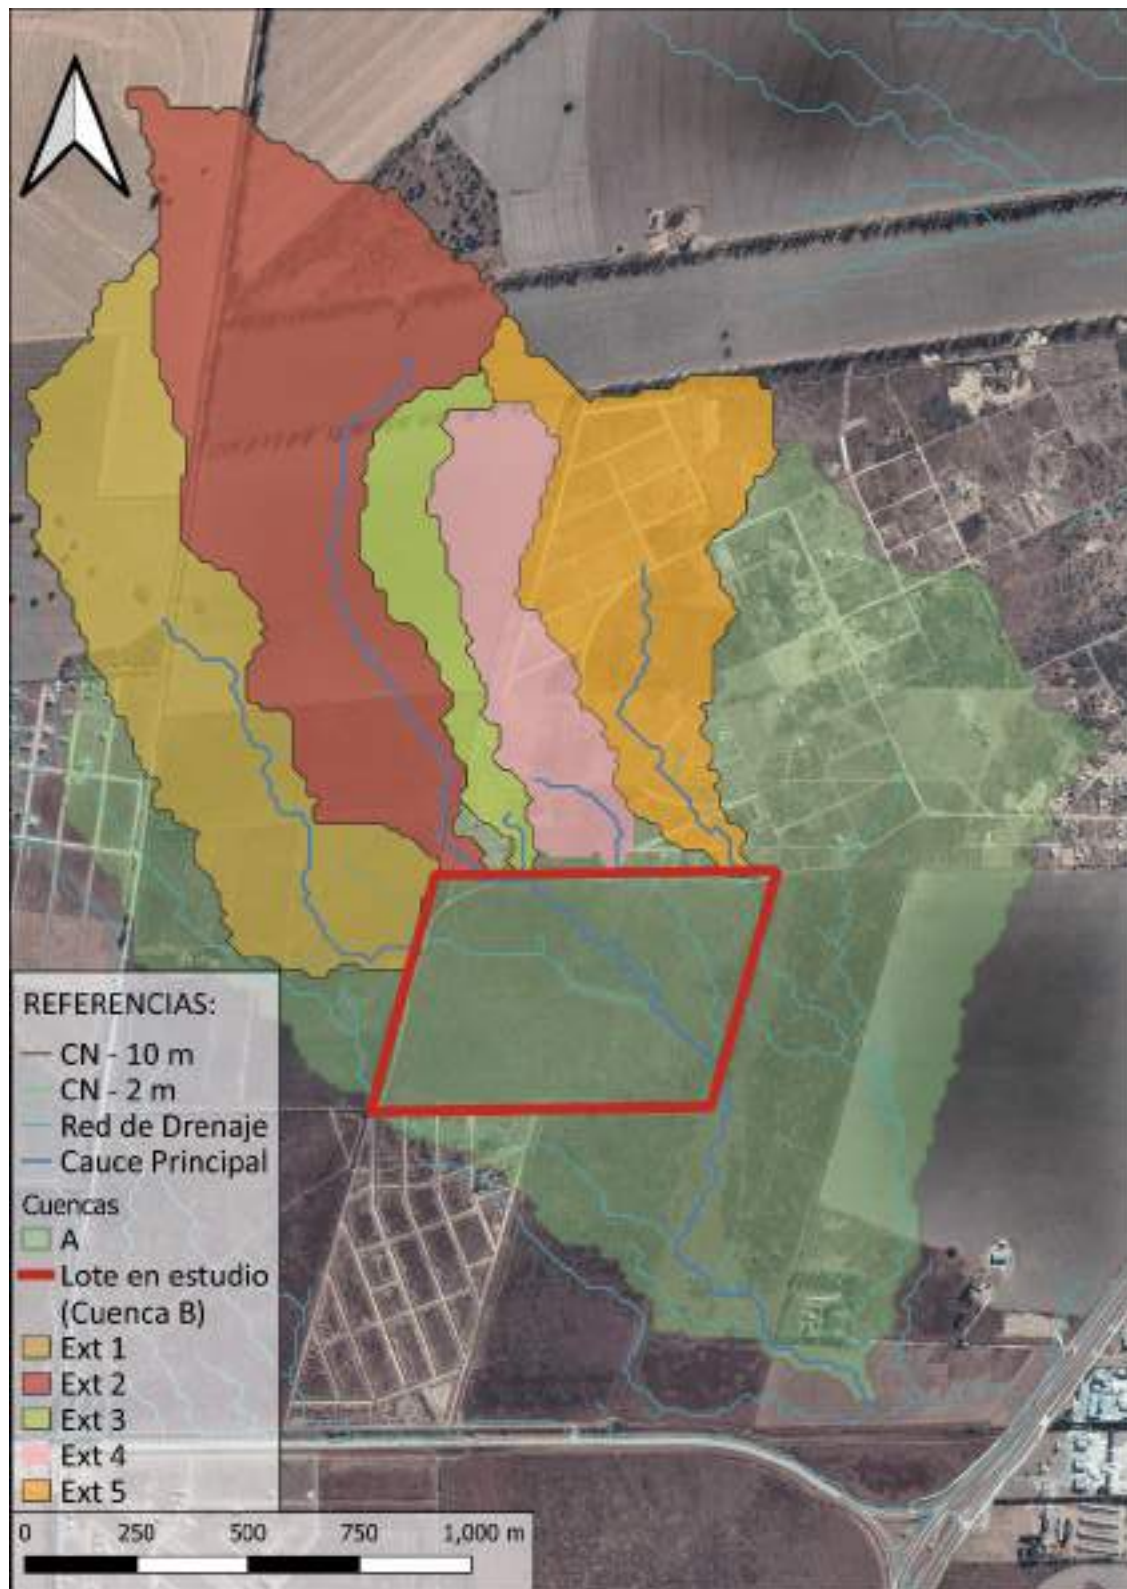 REFERENCIAS:
CN - 10 m
CN - 2 m
Red de Drenaje
Cauce Principal
Cuencas
A
Lote en estudio
(Cuenca B)
Ext 1
Ext 2
Ext 3
Ext 4
Ext 5
0 250 500 750 1,000 m